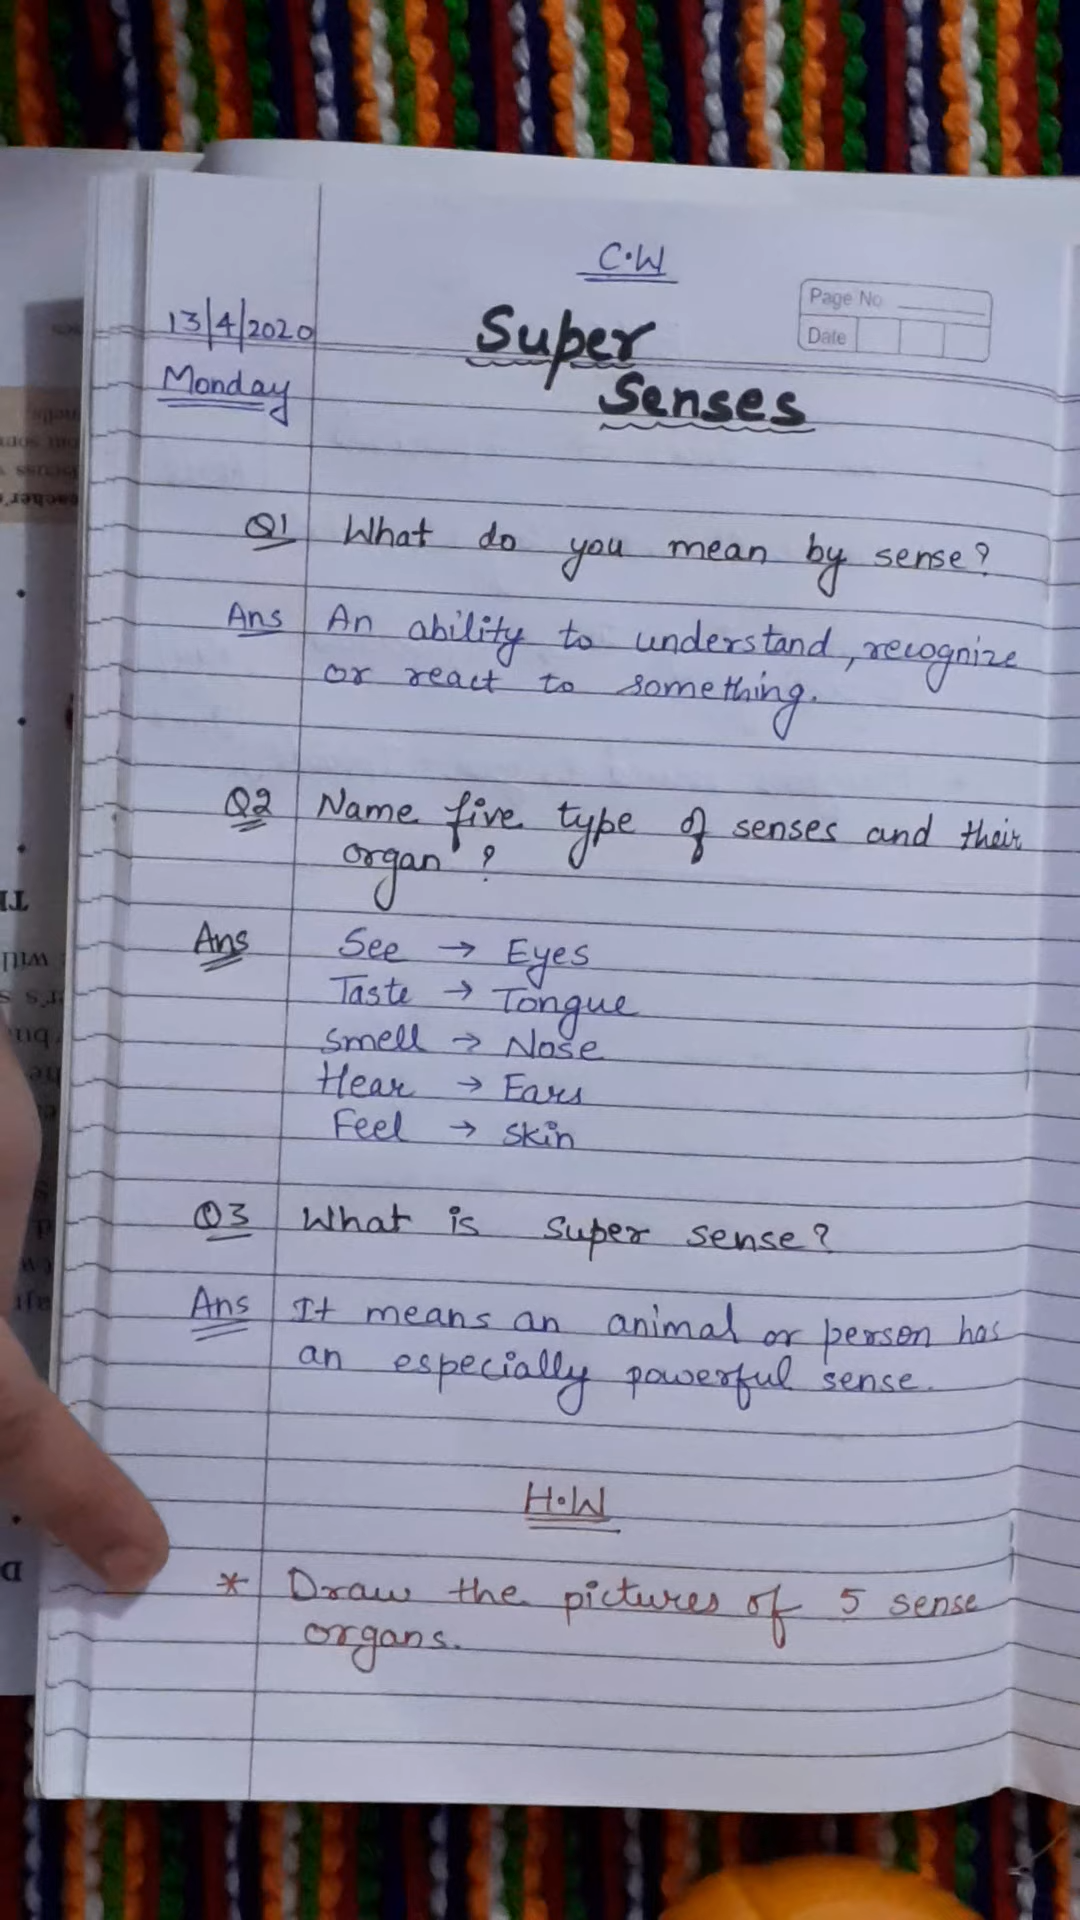 C.W
Page No
Date
13/4/2020
Monday
Super
Senses
Q1 What do you mean by sense?
Ans An ability to understand, recognize
or react to something.
Q2 Name five type of senses and their
organ ?
Ans See → Eyes
Taste → Tongue
Smell → Nose
Hear → Ears
Feel → Skin
Q3 What is super sense?
Ans It means an animal or person has
an especially powerful sense.
H.W
* Draw the pictures of 5 sense
organs.